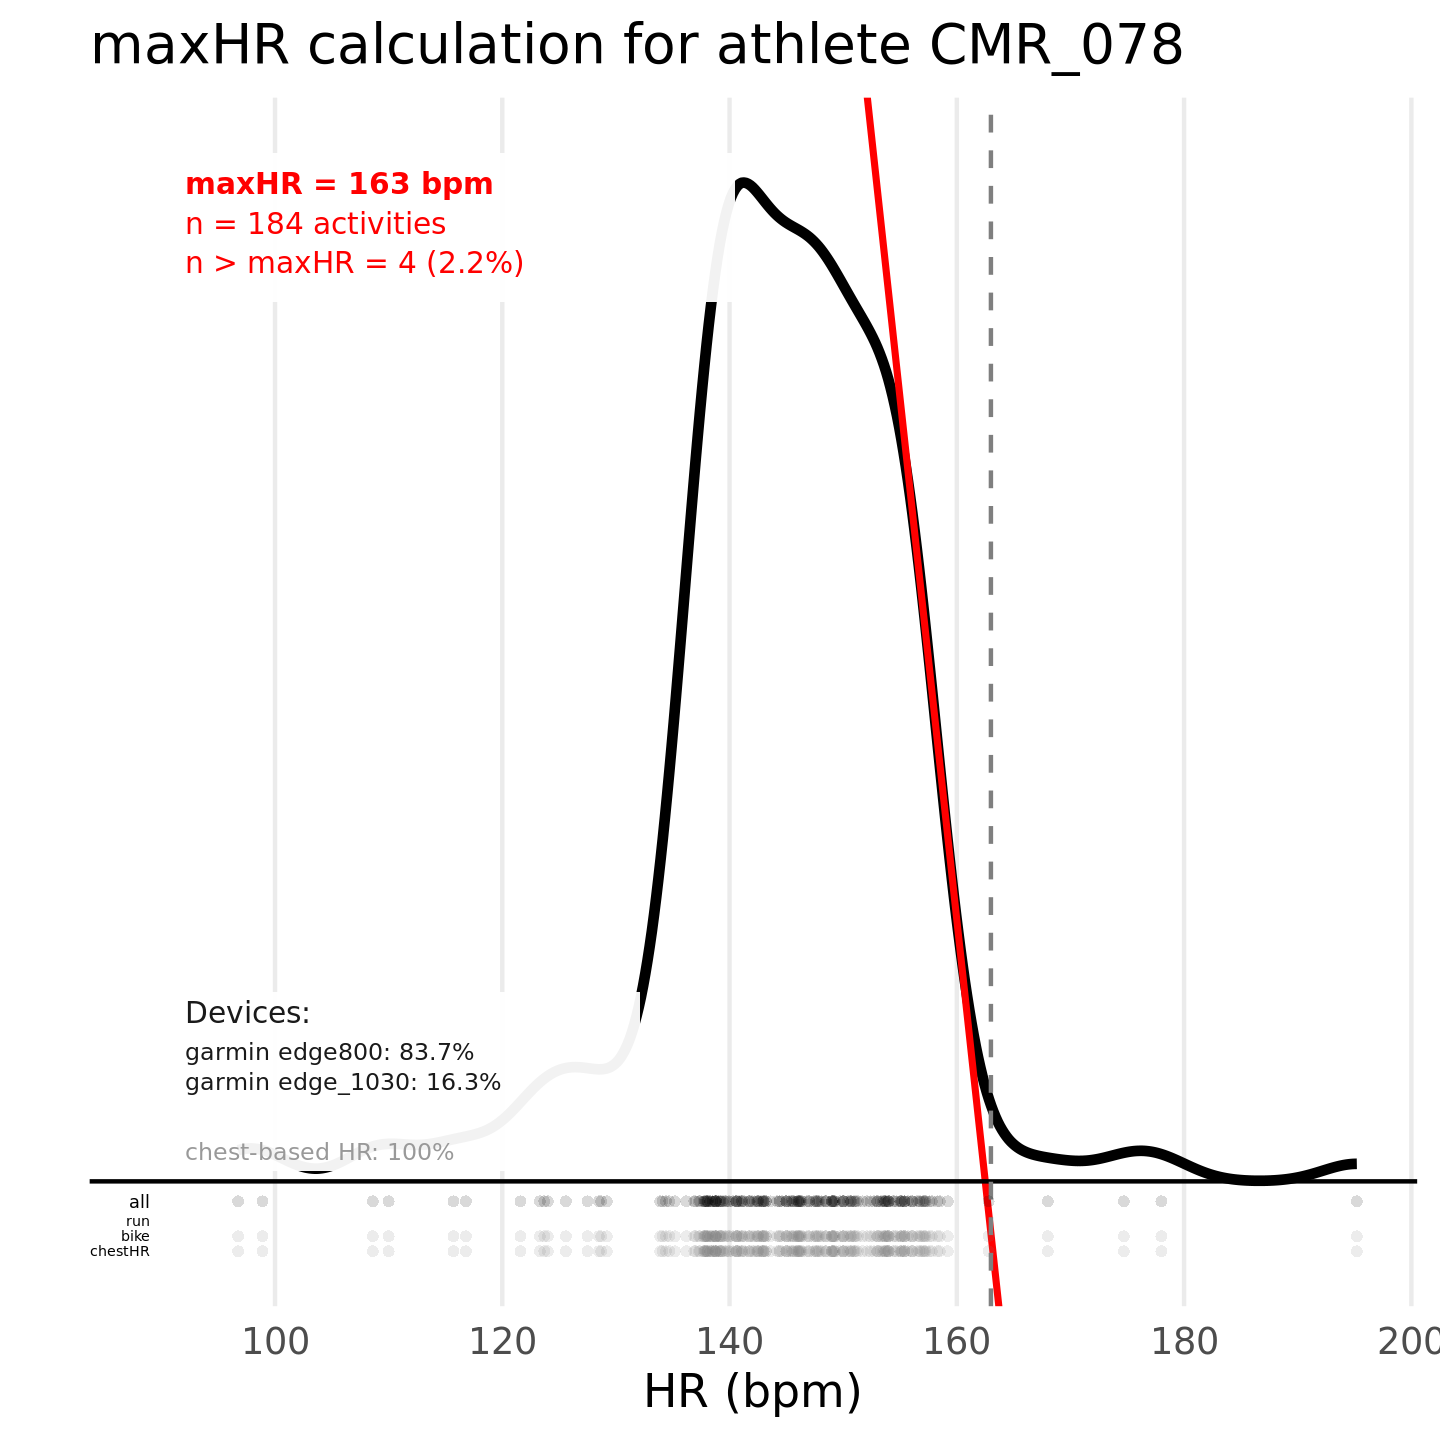 maxHR calculation for athlete CMR_078
maxHR = 163 bpm
n = 184 activities
n > maxHR = 4 (2.2%)
Devices:
garmin edge800: 83.7%
garmin edge_1030: 16.3%
chest-based HR: 100%
all
run
bike
chestHR
100 120 140 160 180 200
HR (bpm)